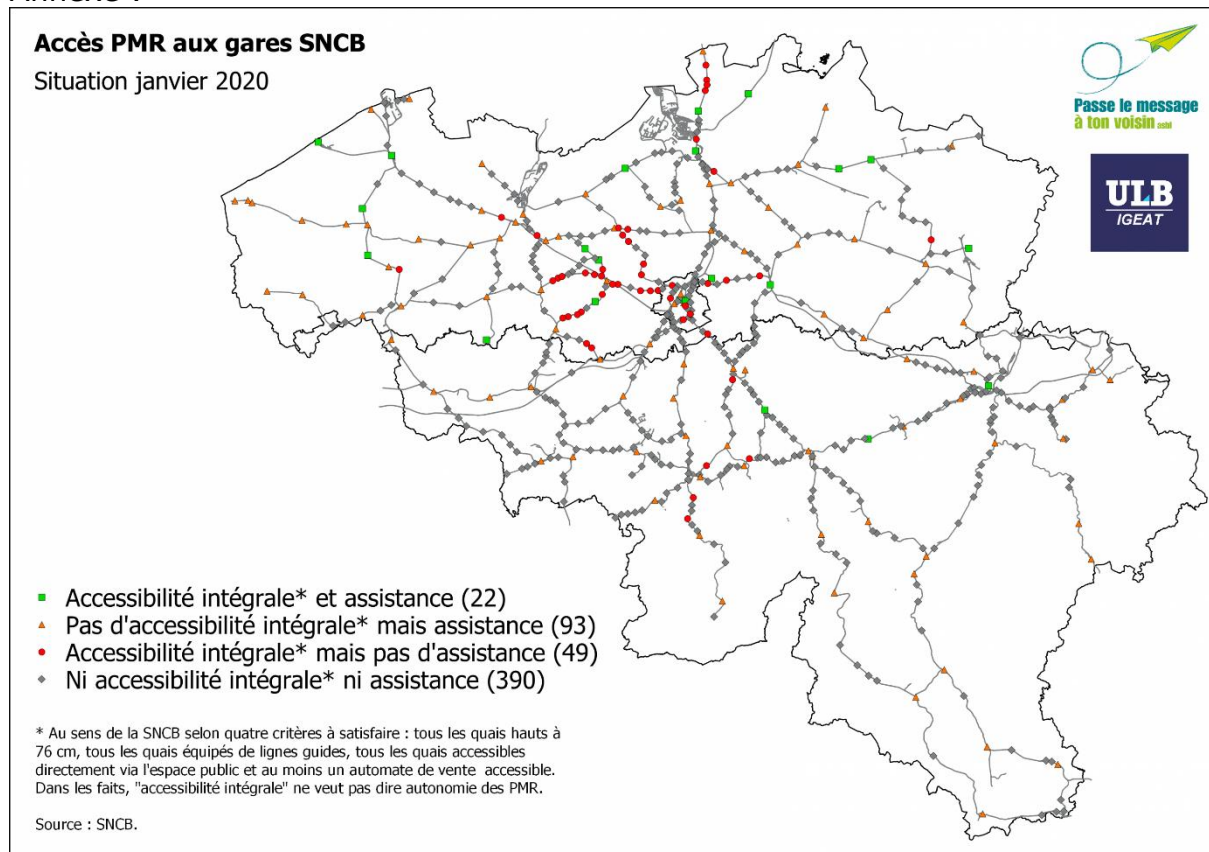 Annexe :
Accès PMR aux gares SNCB
Situation janvier 2020
Passe le message
à ton voisin asbl
ULB
IGEAT
Accessibilité intégrale* et assistance (22)
Pas d'accessibilité intégrale* mais assistance (93)
Accessibilité intégrale* mais pas d'assistance (49)
Ni accessibilité intégrale* ni assistance (390)
* Au sens de la SNCB selon quatre critères à satisfaire : tous les quais hauts à
76 cm, tous les quais équipés de lignes guides, tous les quais accessibles
directement via l'espace public et au moins un automate de vente accessible.
Dans les faits, "accessibilité intégrale" ne veut pas dire autonomie des PMR.
Source : SNCB.